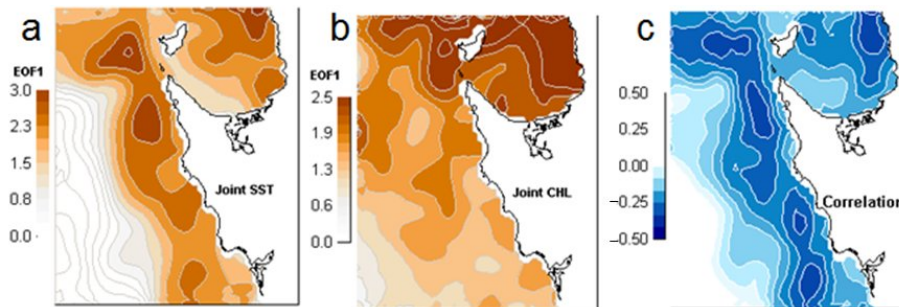 a
EOF1
3.0
2.3
1.5
0.8
0.0
Joint SST
b
EOF1
2.5
1.9
1.3
0.6
0.0
Joint CHL
c
0.50
0.25
0.00
–0.25
–0.50
Correlation